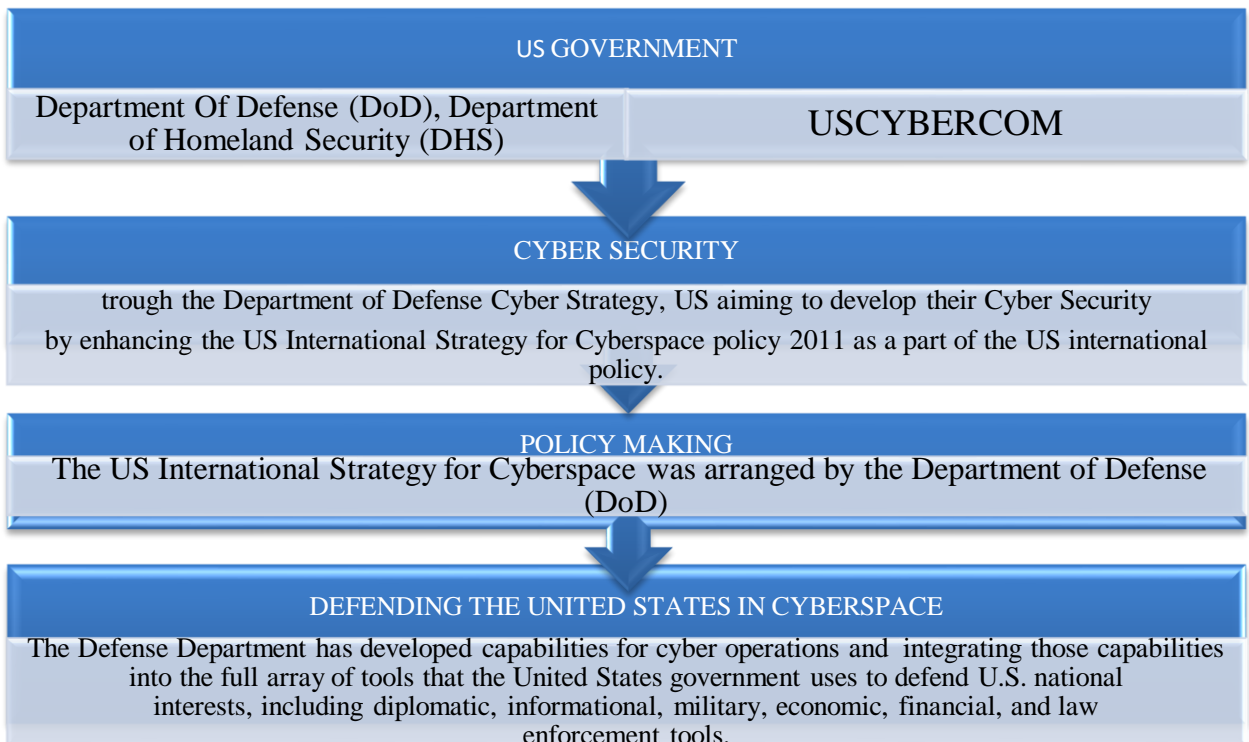 US GOVERNMENT
Department Of Defense (DoD), Department
of Homeland Security (DHS)
USCYBERCOM
CYBER SECURITY
trough the Department of Defense Cyber Strategy, US aiming to develop their Cyber Security
by enhancing the US International Strategy for Cyberspace policy 2011 as a part of the US international
policy.
POLICY MAKING
The US International Strategy for Cyberspace was arranged by the Department of Defense
(DoD)
DEFENDING THE UNITED STATES IN CYBERSPACE
The Defense Department has developed capabilities for cyber operations and integrating those capabilities
into the full array of tools that the United States government uses to defend U.S. national
interests, including diplomatic, informational, military, economic, financial, and law
enforcement tools.